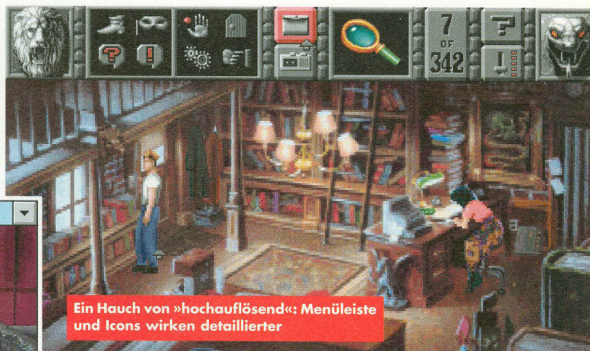 7
OF
342
Ein Hauch von »hochauflösend«: Menüleiste
und Icons wirken detaillierter